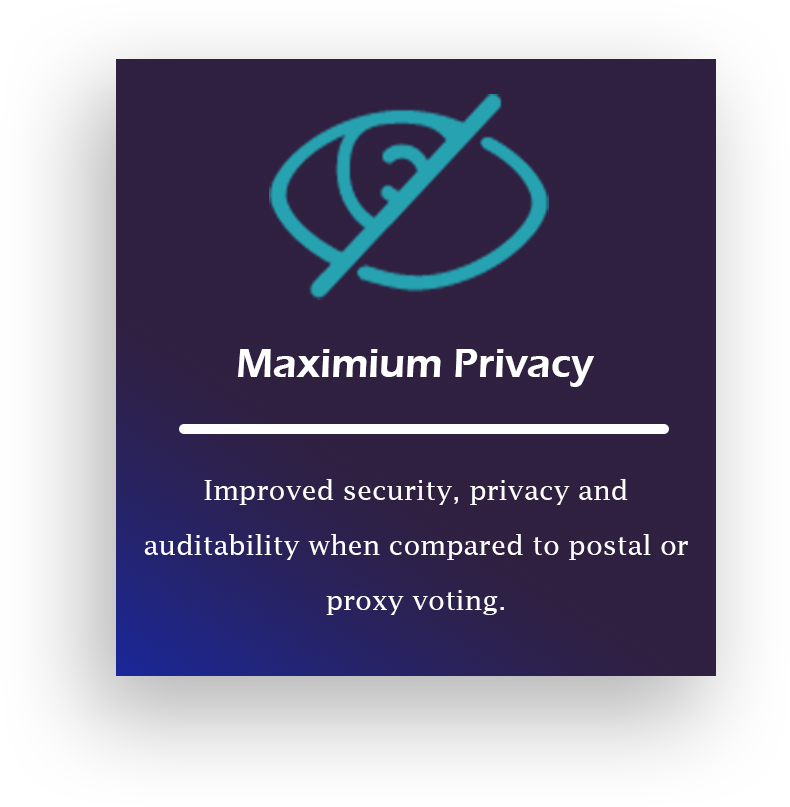 Maximium Privacy
Improved security, privacy and
auditability when compared to postal or
proxy voting.